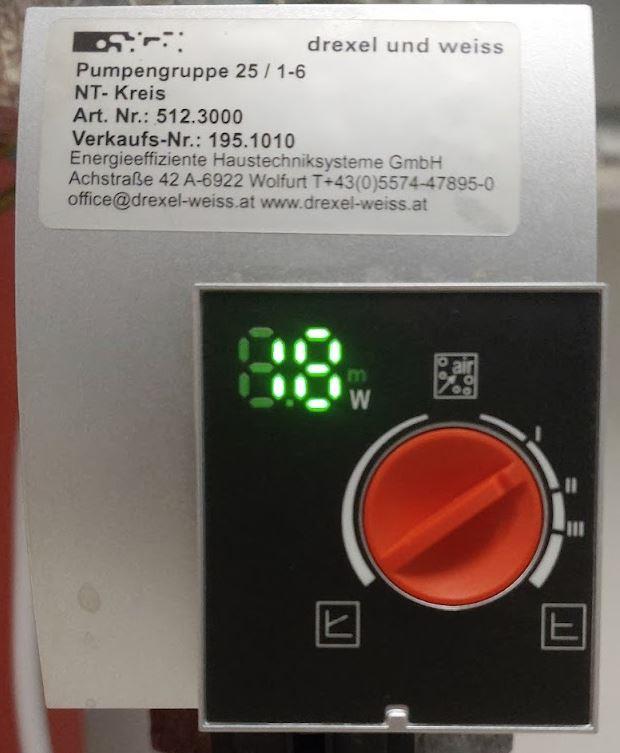 drexel und weiss
Pumpengruppe 25 / 1-6
NT- Kreis
Art. Nr.: 512.3000
Verkaufs-Nr.: 195.1010
Energieeffiziente Haustechniksysteme GmbH
Achstraße 42 A-6922 Wolfurt T+43(0)5574-47895-0
office@drexel-weiss.at www.drexel-weiss.at
18
m
W
air
I
II
III